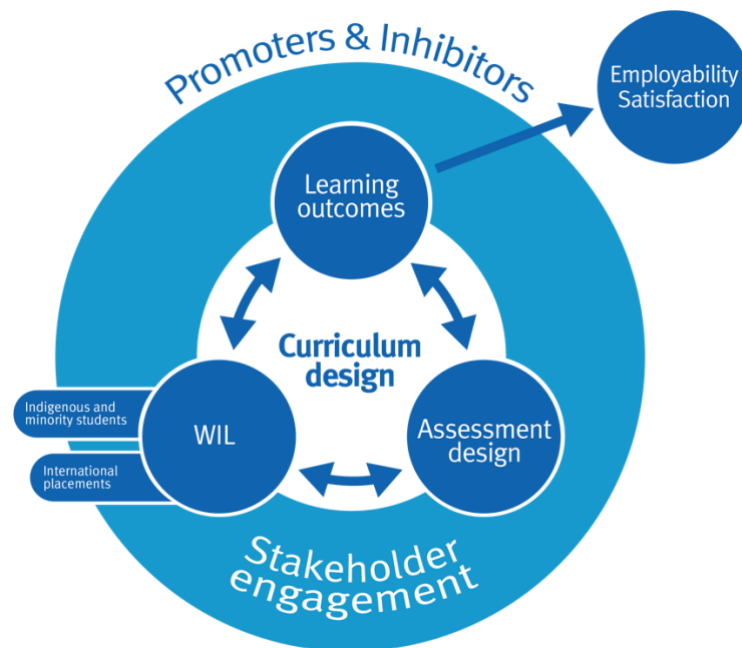 Promoters & Inhibitors
Employability
Satisfaction
Learning
outcomes
Curriculum
design
Indigenous and
minority students
WIL
International
placements
Assessment
design
Stakeholder
engagement